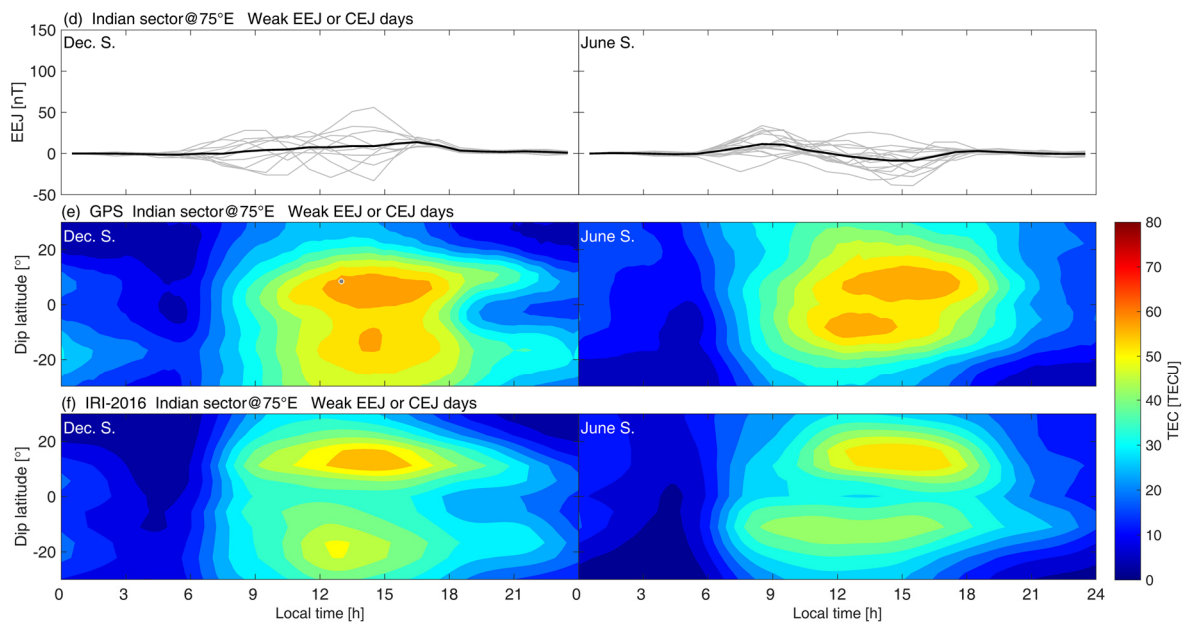 (d) Indian sector@75°E Weak EEJ or CEJ days
150
100
50
0
-50
EEJ [nT]
Dec. S.
June S.
(e) GPS Indian sector@75°E Weak EEJ or CEJ days
20
0
-20
Dip latitude [°]
Dec. S.
June S.
(f) IRI-2016 Indian sector@75°E Weak EEJ or CEJ days
20
0
-20
Dip latitude [°]
Dec. S.
June S.
0 3 6 9 12 15 18 21 0 3 6 9 12 15 18 21 24
Local time [h] Local time [h]
80
70
60
50
40
30
20
10
0
TEC [TECU]